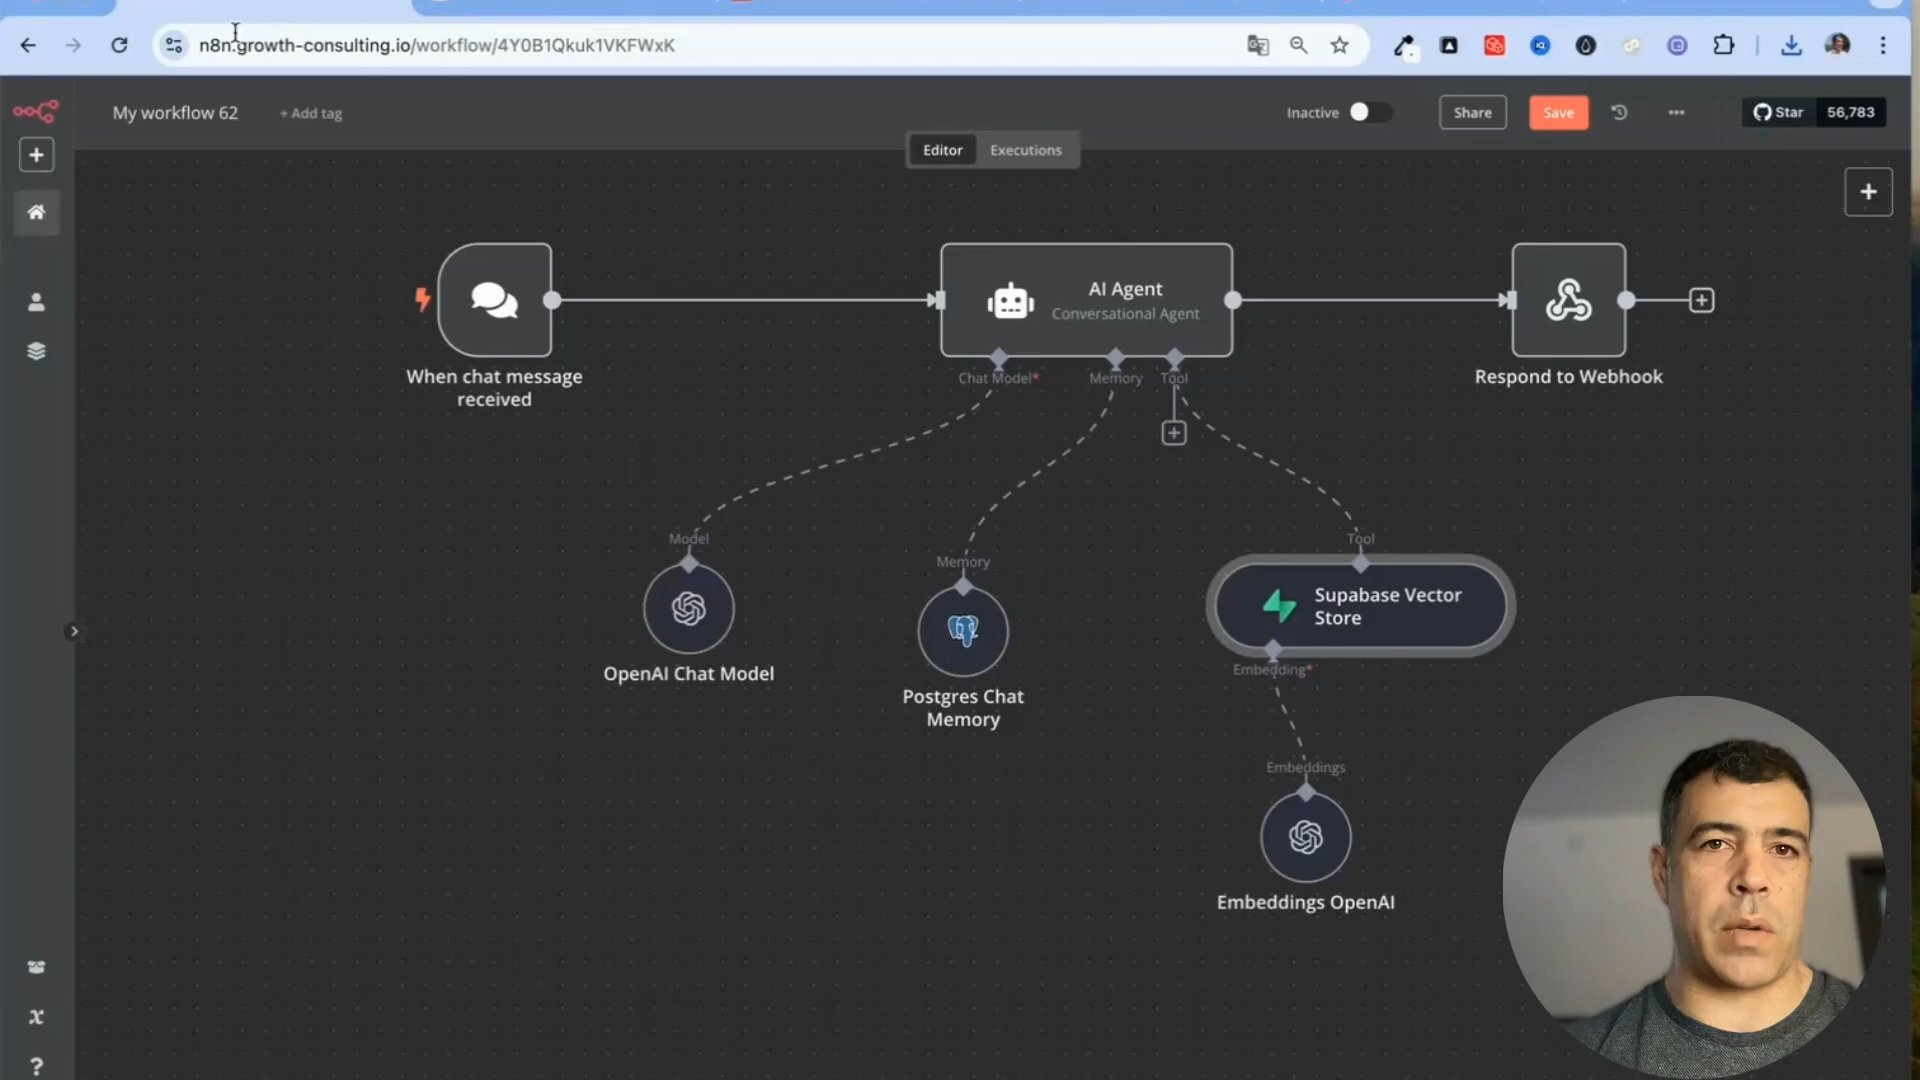 n8n.growth-consulting.io/workflow/4Y0B1Qkuk1VKFWxK
My workflow 62
+ Add tag
Inactive
Share
Save
Star
56,783
Editor
Executions
AI Agent
Conversational Agent
When chat message
received
Chat Model*
Memory
Tool
Respond to Webhook
Model
OpenAI Chat Model
Memory
Postgres Chat
Memory
Tool
Supabase Vector
Store
Embedding*
Embeddings
Embeddings OpenAI